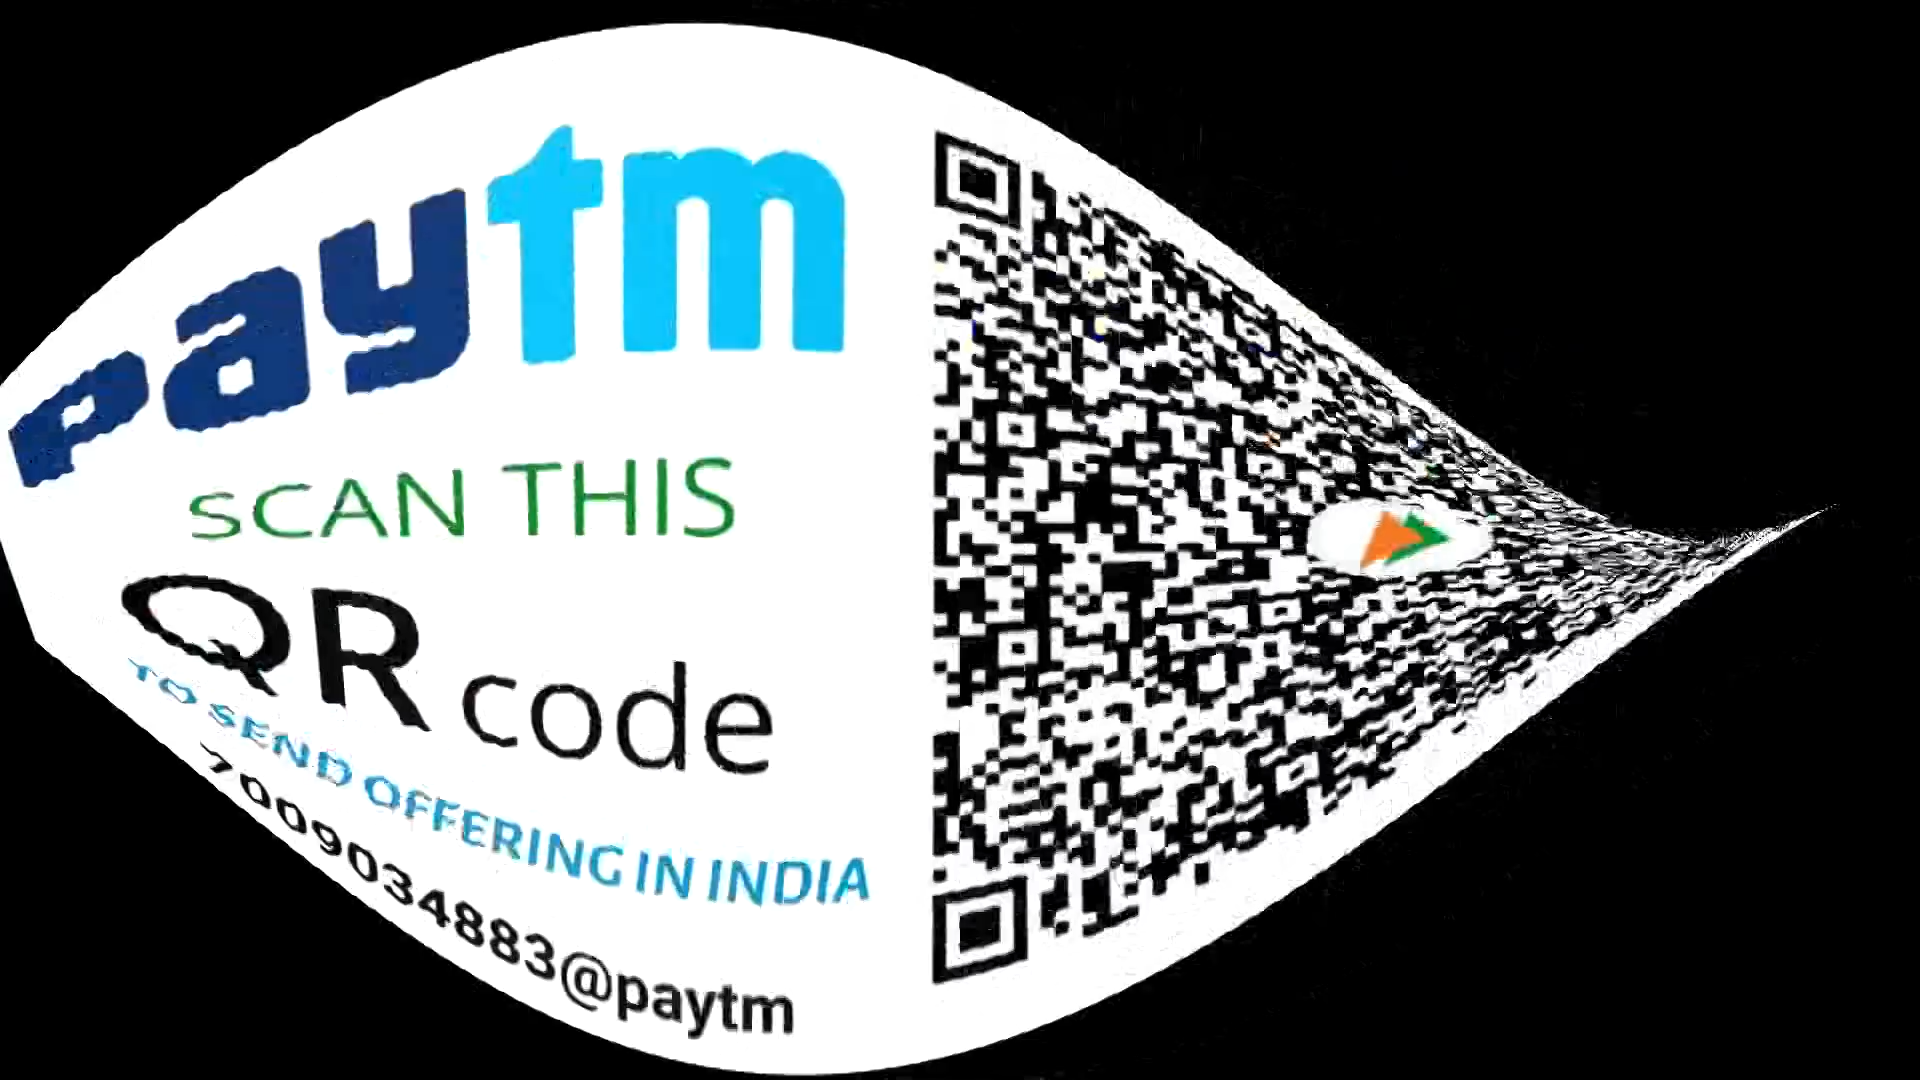 paytm
SCAN THIS
QR code
TO SEND OFFERING IN INDIA
7009034883@paytm